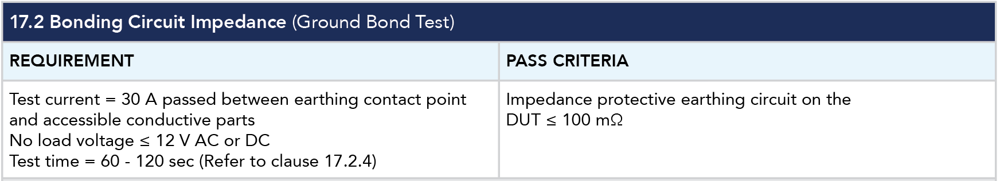 17.2 Bonding Circuit Impedance (Ground Bond Test)
REQUIREMENT
PASS CRITERIA
Test current = 30 A passed between earthing contact point
and accessible conductive parts
No load voltage ≤ 12 V AC or DC
Test time = 60 - 120 sec (Refer to clause 17.2.4)
Impedance protective earthing circuit on the
DUT ≤ 100 mΩ